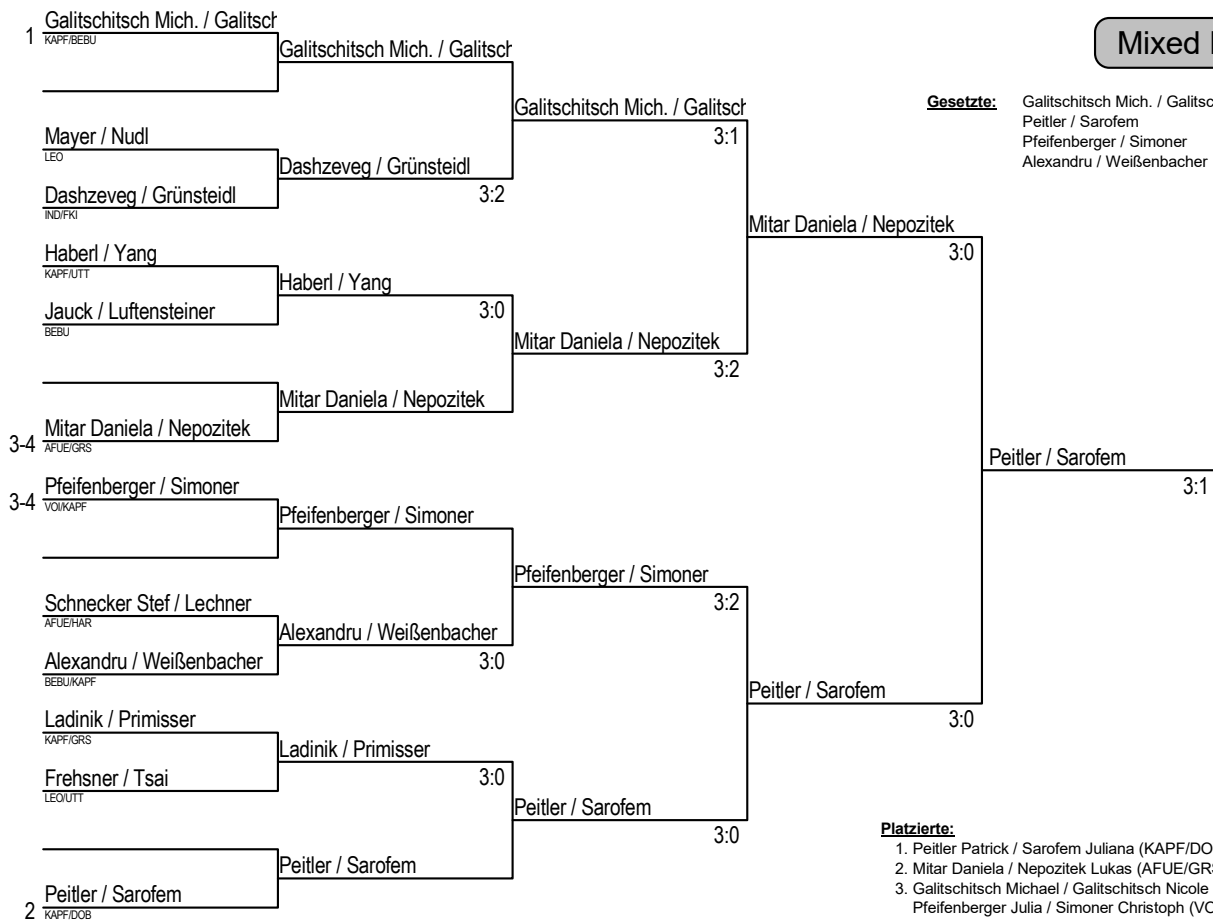 Galitschitsch Mich. / Galitsch
1
KAPF/BEBU
Galitschitsch Mich. / Galitsch
Galitschitsch Mich. / Galitsch
3:1
Mayer / Nudl
LEO
Dashzeveg / Grünsteidl
3:2
Dashzeveg / Grünsteidl
IND/FKI
Mitar Daniela / Nepozitek
3:0
Haberl / Yang
KAPF/UTT
Haberl / Yang
3:0
Jauck / Luftensteiner
BEBU
Mitar Daniela / Nepozitek
3:2
Mitar Daniela / Nepozitek
Mitar Daniela / Nepozitek
3-4
AFUE/GRS
Peitler / Sarofem
3:1
Pfeifenberger / Simoner
3-4
VOI/KAPF
Pfeifenberger / Simoner
Pfeifenberger / Simoner
3:2
Schnecker Stef / Lechner
AFUE/HAR
Alexandru / Weißenbacher
3:0
Alexandru / Weißenbacher
BEBU/KAPF
Peitler / Sarofem
3:0
Ladinik / Primisser
KAPF/GRS
Ladinik / Primisser
3:0
Frehsner / Tsai
LEO/UTT
Peitler / Sarofem
3:0
Peitler / Sarofem
Peitler / Sarofem
2
KAPF/DOB
Mixed
Gesetzte: Galitschitsch Mich. / Galitsc
Peitler / Sarofem
Pfeifenberger / Simoner
Alexandru / Weißenbacher
Platzierte:
1. Peitler Patrick / Sarofem Juliana (KAPF/DO
2. Mitar Daniela / Nepozitek Lukas (AFUE/GRS
3. Galitschitsch Michael / Galitschitsch Nicole
Pfeifenberger Julia / Simoner Christoph (VO